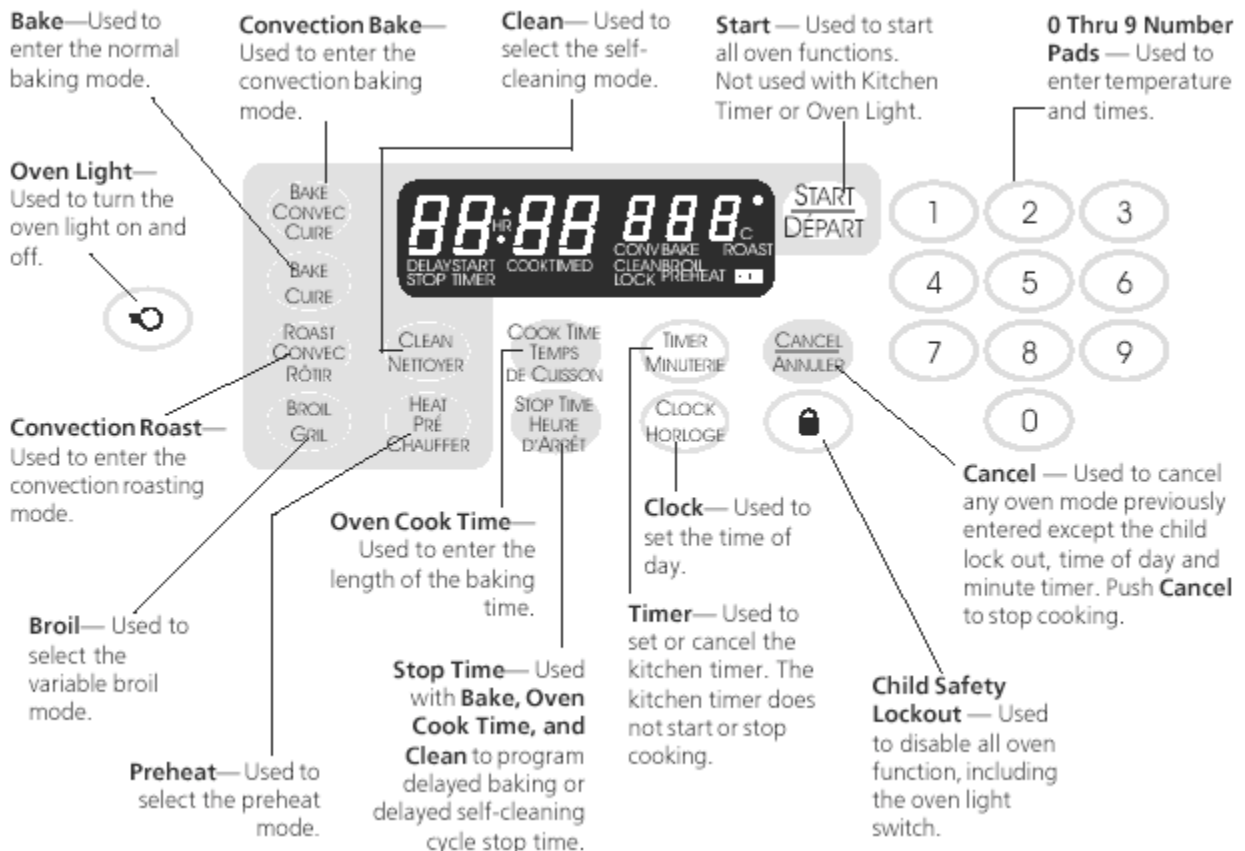 Bake—Used to
enter the normal
baking mode.
Convection Bake—
Used to enter the
convection baking
mode.
Clean— Used to
select the self-
cleaning mode.
Start — Used to start
all oven functions.
Not used with Kitchen
Timer or Oven Light.
0 Thru 9 Number
Pads — Used to
enter temperature
and times.
Oven Light—
Used to turn the
oven light on and
off.
BAKE
CONVEC
CUIRE
BAKE
CUIRE
ROAST
CONVEC
RÔTIR
BROIL
GRIL
CLEAN
NETTOYER
HEAT
PRÉ
CHAUFFER
88:88 888
HR
C
CONV BAKE ROAST
DELAY START COOK TIMED CLEAN BROIL
STOP TIMER LOCK PREHEAT
START
DÉPART
COOK TIME
TEMPS
DE CUISSON
STOP TIME
HEURE
D'ARRÊT
TIMER
MINUTERIE
CLOCK
HORLOGE
CANCEL
ANNULER
1 2 3
4 5 6
7 8 9
0
Convection Roast—
Used to enter the
convection roasting
mode.
Broil— Used to
select the
variable broil
mode.
Preheat— Used to
select the preheat
mode.
Oven Cook Time—
Used to enter the
length of the baking
time.
Stop Time— Used
with Bake, Oven
Cook Time, and
Clean to program
delayed baking or
delayed self-cleaning
cycle stop time.
Clock— Used to
set the time of
day.
Timer— Used to
set or cancel the
kitchen timer. The
kitchen timer does
not start or stop
cooking.
Cancel — Used to cancel
any oven mode previously
entered except the child
lock out, time of day and
minute timer. Push Cancel
to stop cooking.
Child Safety
Lockout — Used
to disable all oven
function, including
the oven light
switch.